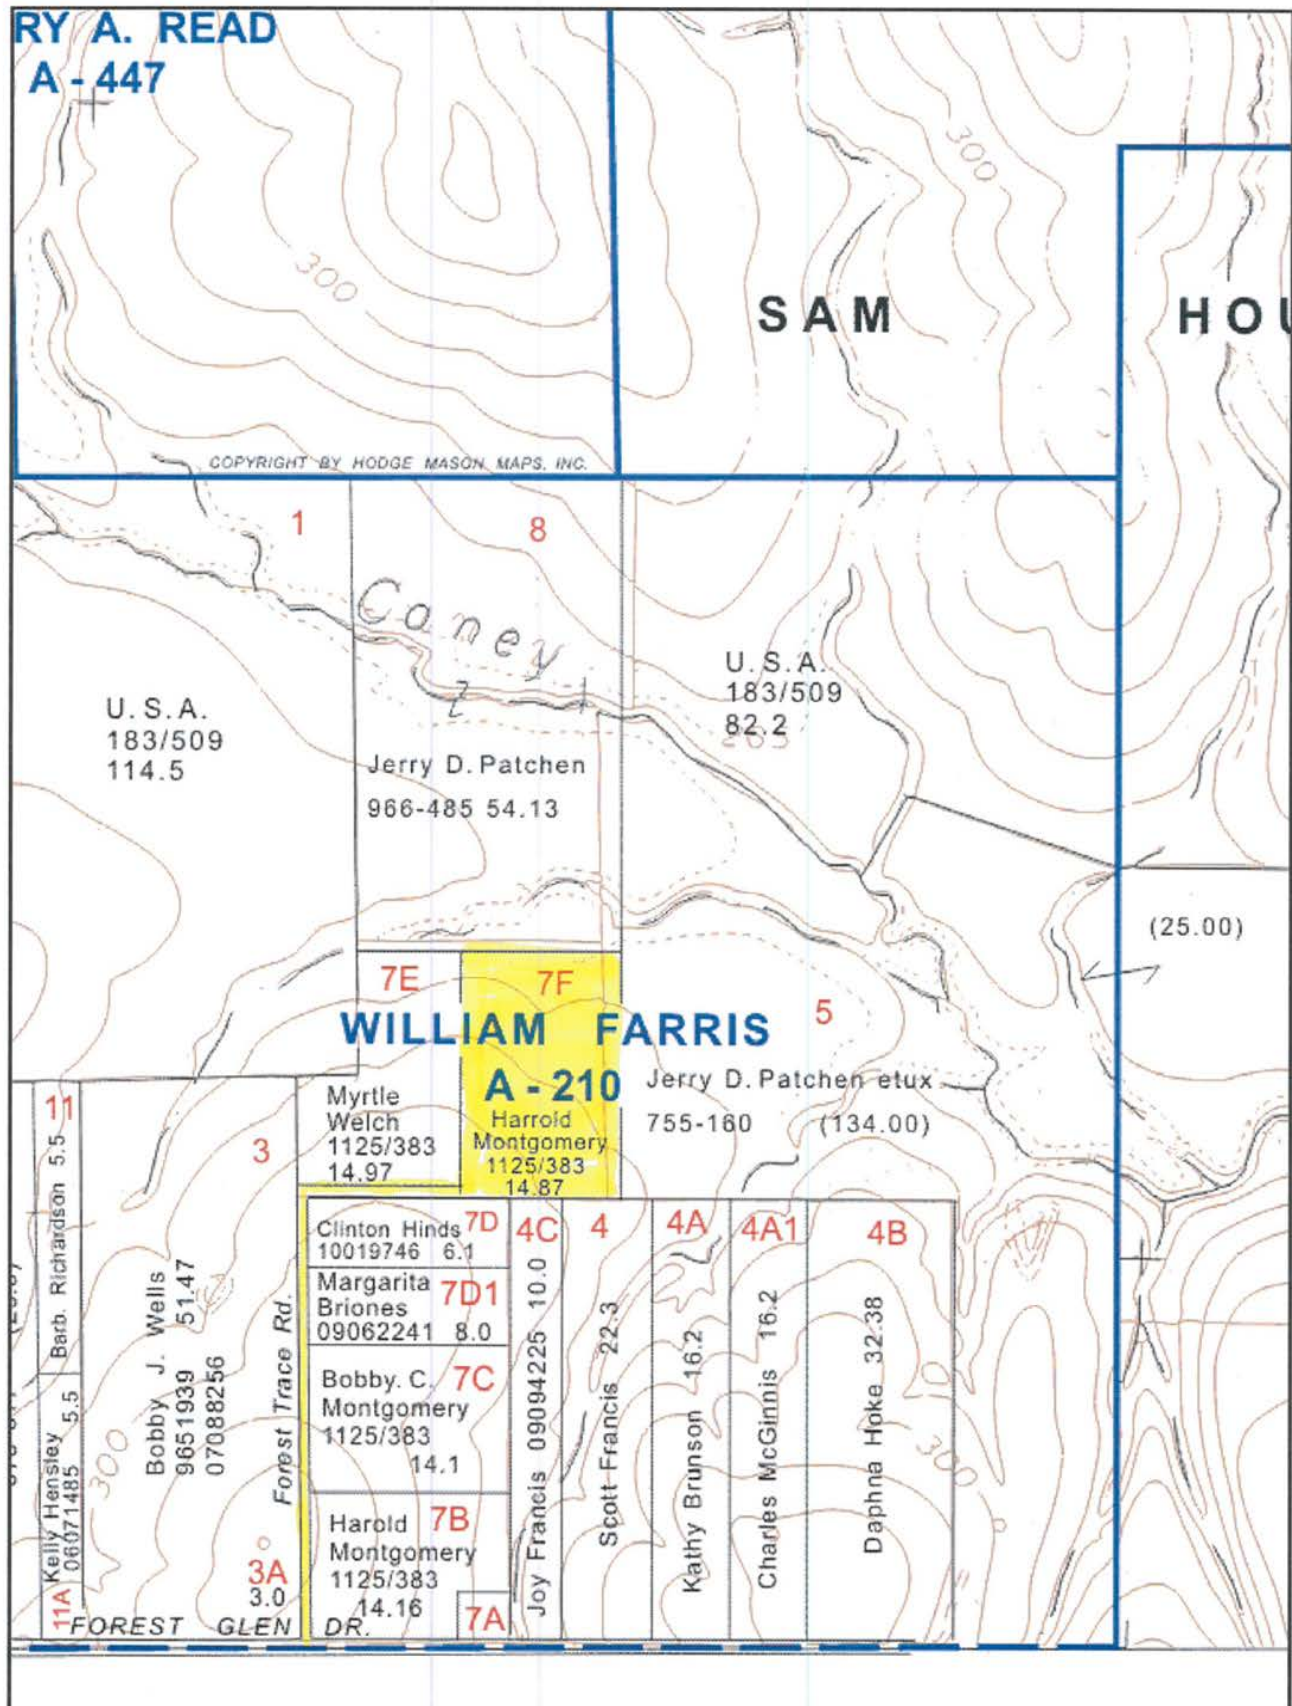 RY A. READ
A - 447
300
300
SAM
HOU
COPYRIGHT BY HODGE MASON MAPS, INC.
1
8
Caney
U.S.A.
183/509
114.5
U.S.A.
183/509
82.2
Jerry D. Patchen
966-485 54.13
(25.00)
7E
7F
5
WILLIAM FARRIS
A - 210
Jerry D. Patchen etux
755-160 (134.00)
Myrtle
Welch
1125/383
14.97
Harrold
Montgomery
1125/383
14.87
11
Barb. Richardson 5.5
3
Clinton Hinds 7D
10019746 6.1
Margarita 7D1
Briones
09062241 8.0
Bobby. C. 7C
Montgomery
1125/383
14.1
Harold 7B
Montgomery
1125/383
14.16
7A
4C
Joy Francis 09094225 10.0
4
Scott Francis 22.3
4A
Kathy Brunson 16.2
4A1
Charles McGinnis 16.2
4B
Daphna Hoke 32.38
300
Kelly Hensley 5.5
06071485
11A
300
Bobby J. Wells
9651939 51.47
07088256
Forest Trace Rd.
3A
3.0
FOREST GLEN DR.